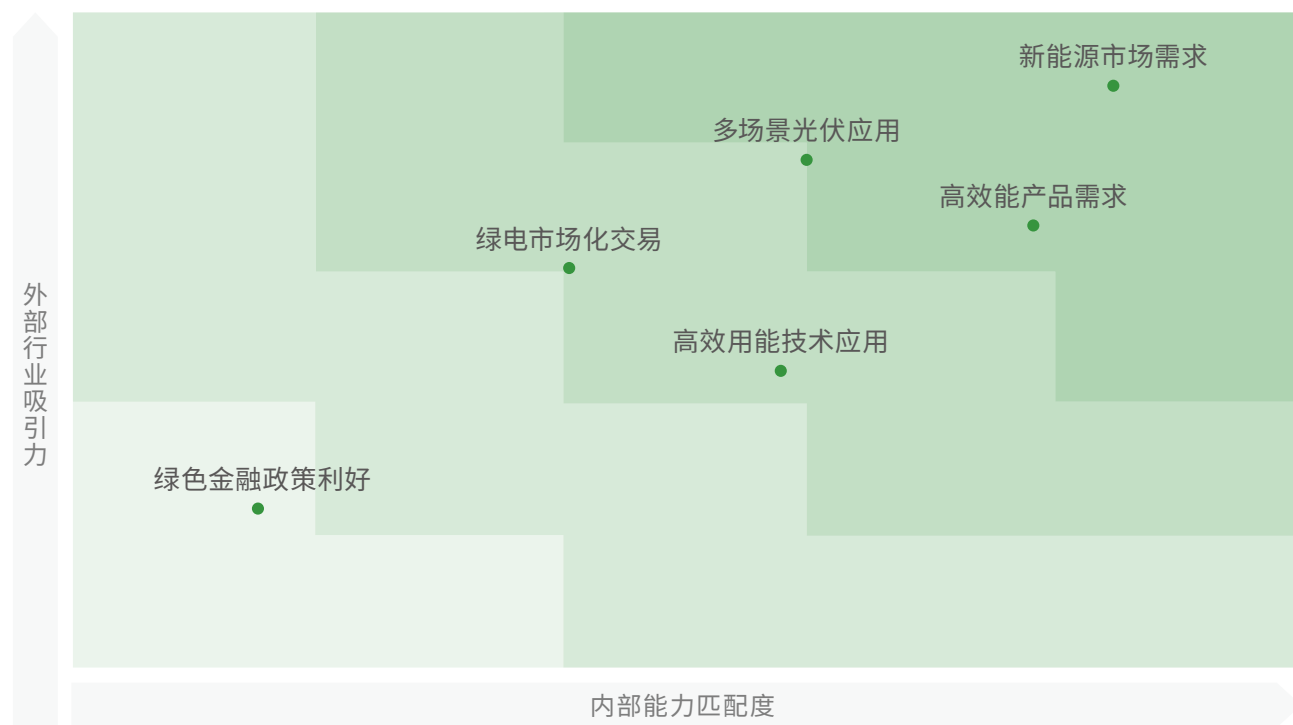 新能源市场需求
多场景光伏应用
高效能产品需求
绿电市场化交易
外部行业吸引力
高效用能技术应用
绿色金融政策利好
内部能力匹配度